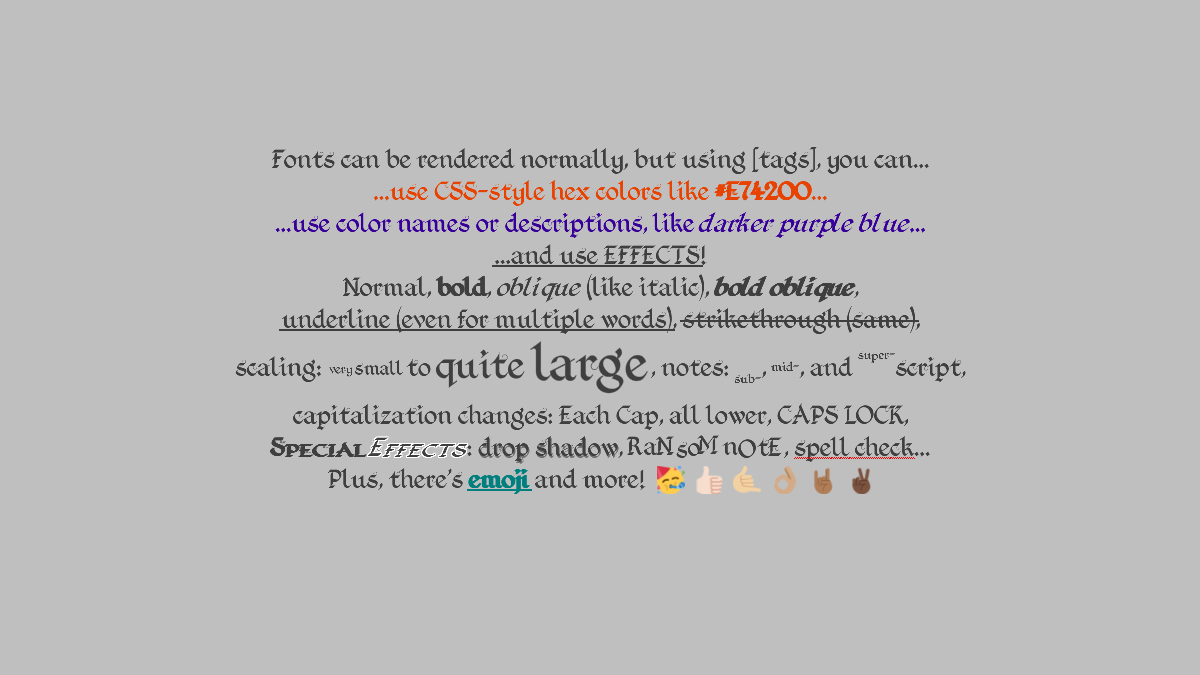 Fonts can be rendered normally, but using [tags], you can...
...use CSS-style hex colors like #E74200...
...use color names or descriptions, like darker purple blue...
...and use EFFECTS!
Normal, bold, oblique (like italic), bold oblique,
underline (even for multiple words), strikethrough (same),
scaling: very small to quite large, notes: sub-, mid-, and super-script,
capitalization changes: Each Cap, all lower, CAPS LOCK,
Special Effects: drop shadow, RaNsoM nOtE, spell check...
Plus, there's emoji and more! 🥳 👍🏻 🤙🏼 👌🏽 🤘🏾 ✌🏿